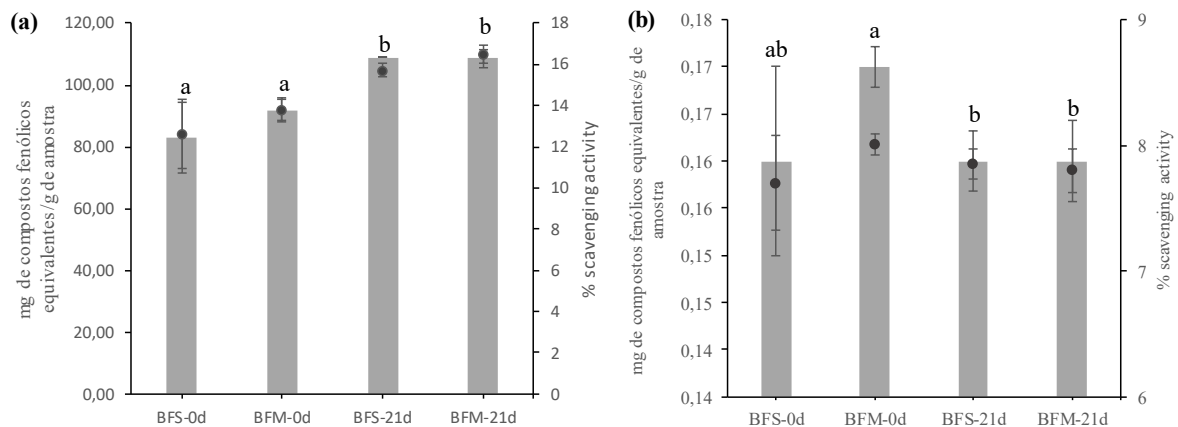 (a)
mg de compostos fenólicos
equivalentes/g de amostra
120,00
100,00
80,00
60,00
40,00
20,00
0,00
a
a
b
b
18
16
14
12
10
8
6
4
2
0
% scavenging activity
BFS-0d
BFM-0d
BFS-21d
BFM-21d
(b)
mg de compostos fenólicos equivalentes/g de
amostra
0,18
0,17
0,17
0,16
0,16
0,15
0,15
0,14
0,14
ab
a
b
b
9
8
7
6
% scavenging activity
BFS-0d
BFM-0d
BFS-21d
BFM-21d